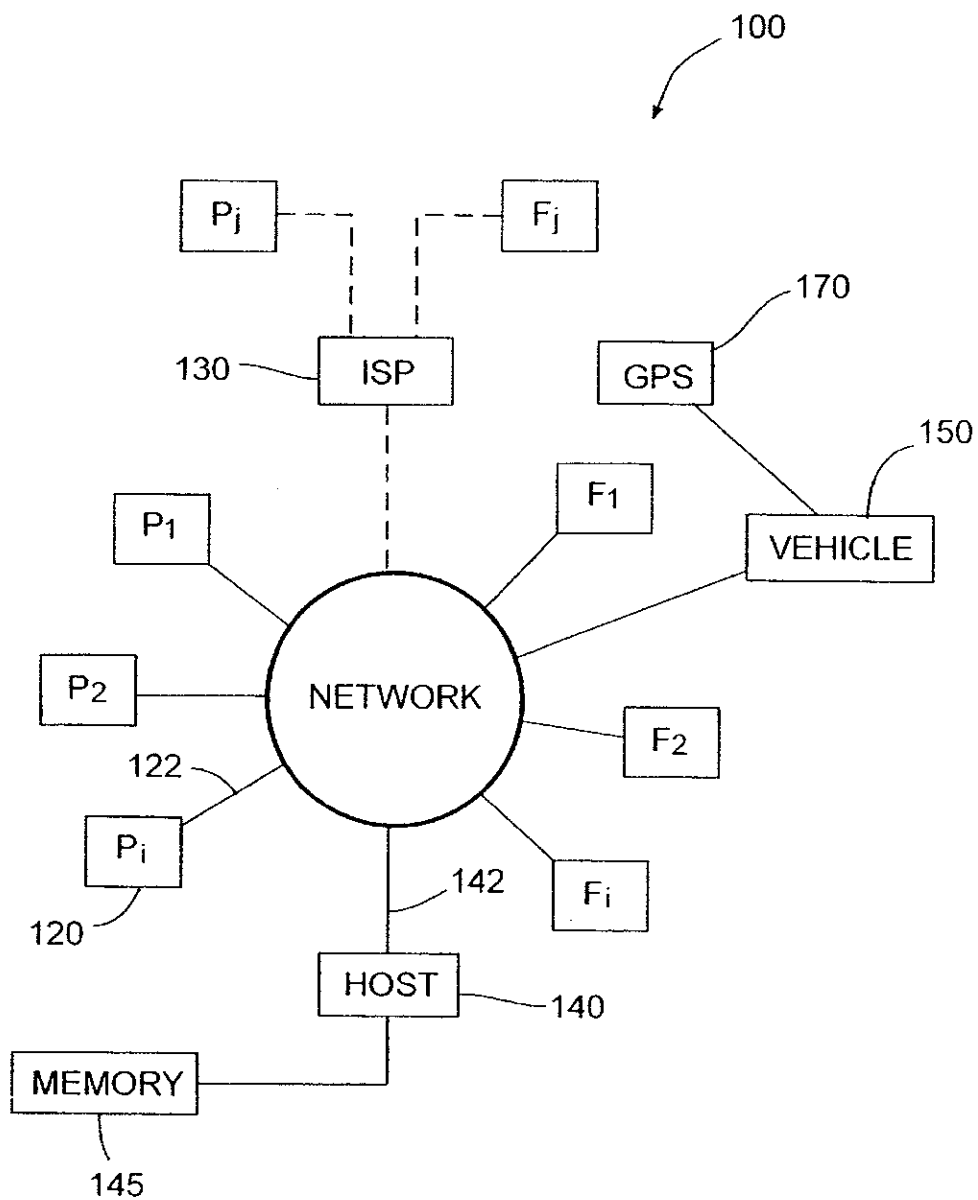 100
Pj
Fj
170
130
ISP
GPS
150
P1
F1
VEHICLE
P2
NETWORK
F2
122
Pi
142
Fi
120
HOST
140
MEMORY
145